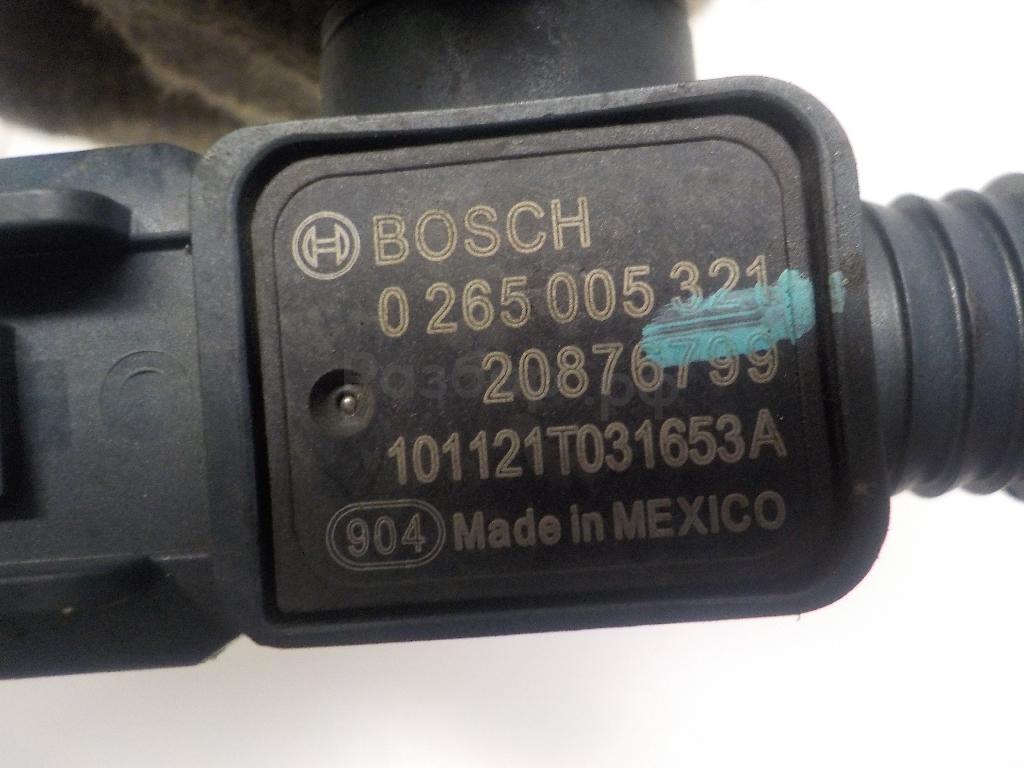 BOSCH
0 265 005 321
20876799
101121T031653A
904 Made in MEXICO